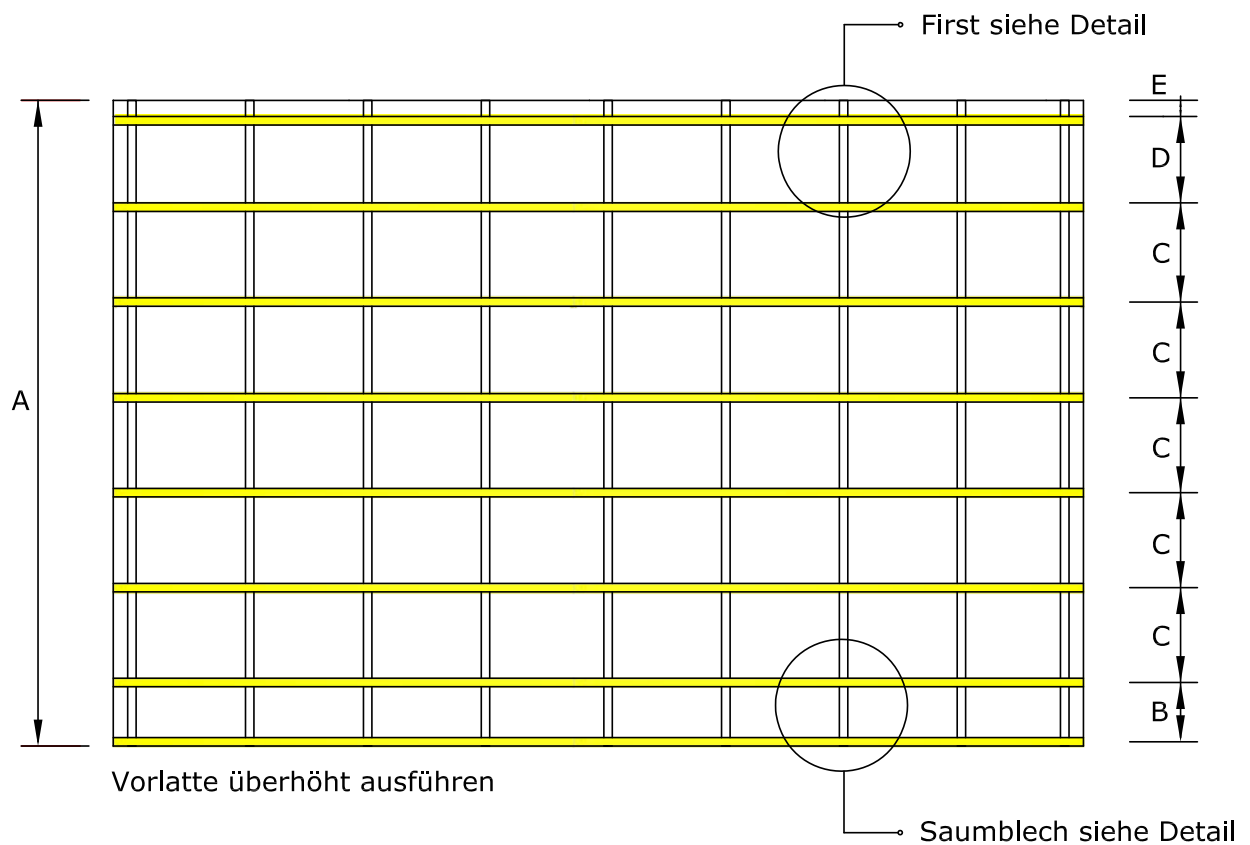 First siehe Detail
E
D
C
C
A
C
C
C
B
Vorlatte überhöht ausführen
Saumblech siehe Detail